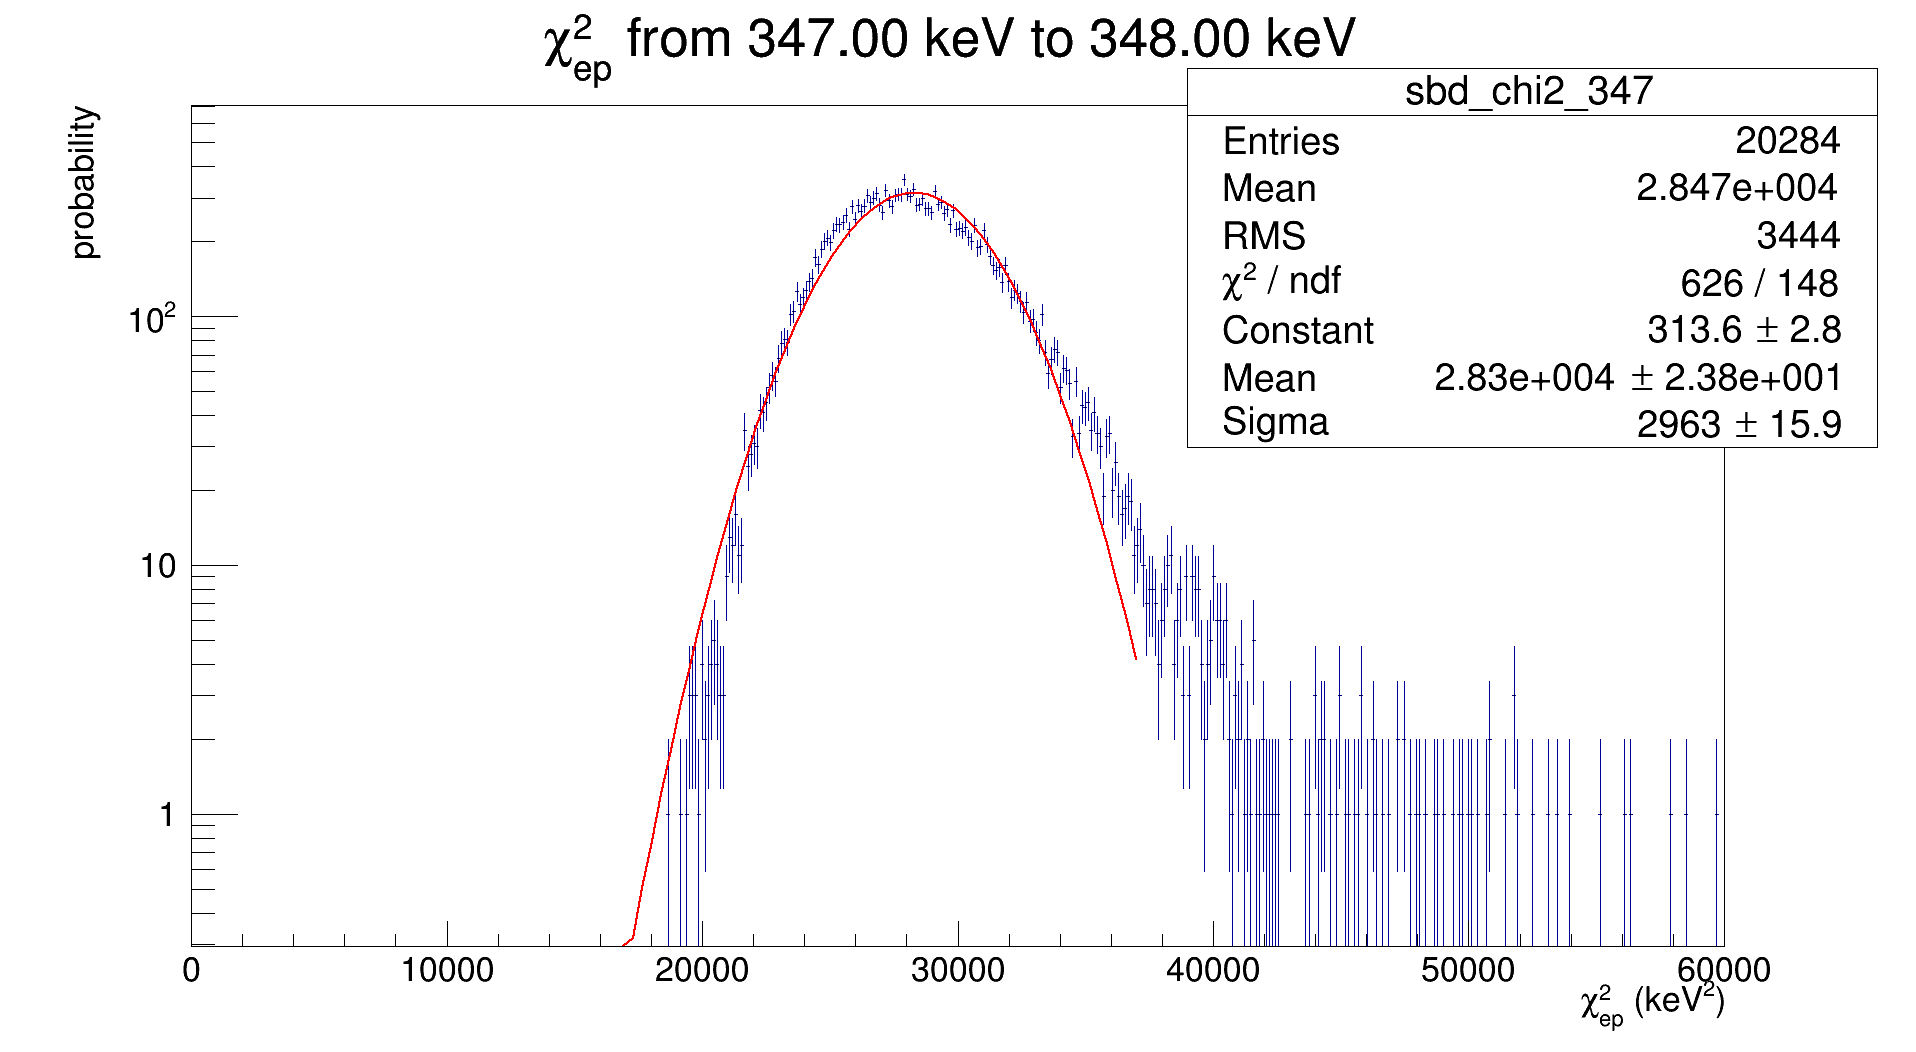 χ²ep from 347.00 keV to 348.00 keV
sbd_chi2_347
Entries 20284
Mean 2.847e+004
RMS 3444
χ² / ndf 626 / 148
Constant 313.6 ± 2.8
Mean 2.83e+004 ± 2.38e+001
Sigma 2963 ± 15.9
probability
10²
10
1
0 10000 20000 30000 40000 50000 60000
χ²ep (keV²)